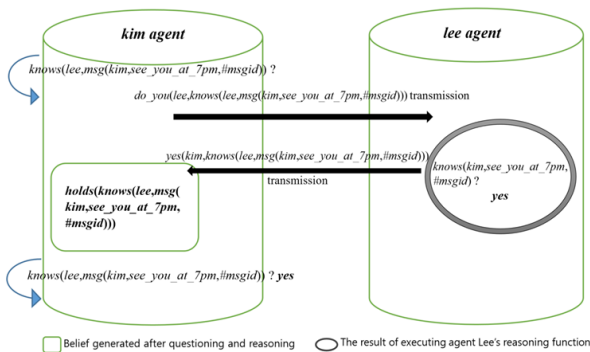 kim agent
lee agent
knows(lee,msg(kim,see_you_at_7pm,#msgid)) ?
do_you(lee,knows(lee,msg(kim,see_you_at_7pm,#msgid))) transmission
yes(kim,knows(lee,msg(kim,see_you_at_7pm,#msgid)))
transmission
knows(kim,see_you_at_7pm,
#msgid) ?
yes
holds(knows(lee,msg(
kim,see_you_at_7pm,
#msgid)))
knows(lee,msg(kim,see_you_at_7pm,#msgid)) ? yes
Belief generated after questioning and reasoning
The result of executing agent Lee's reasoning function